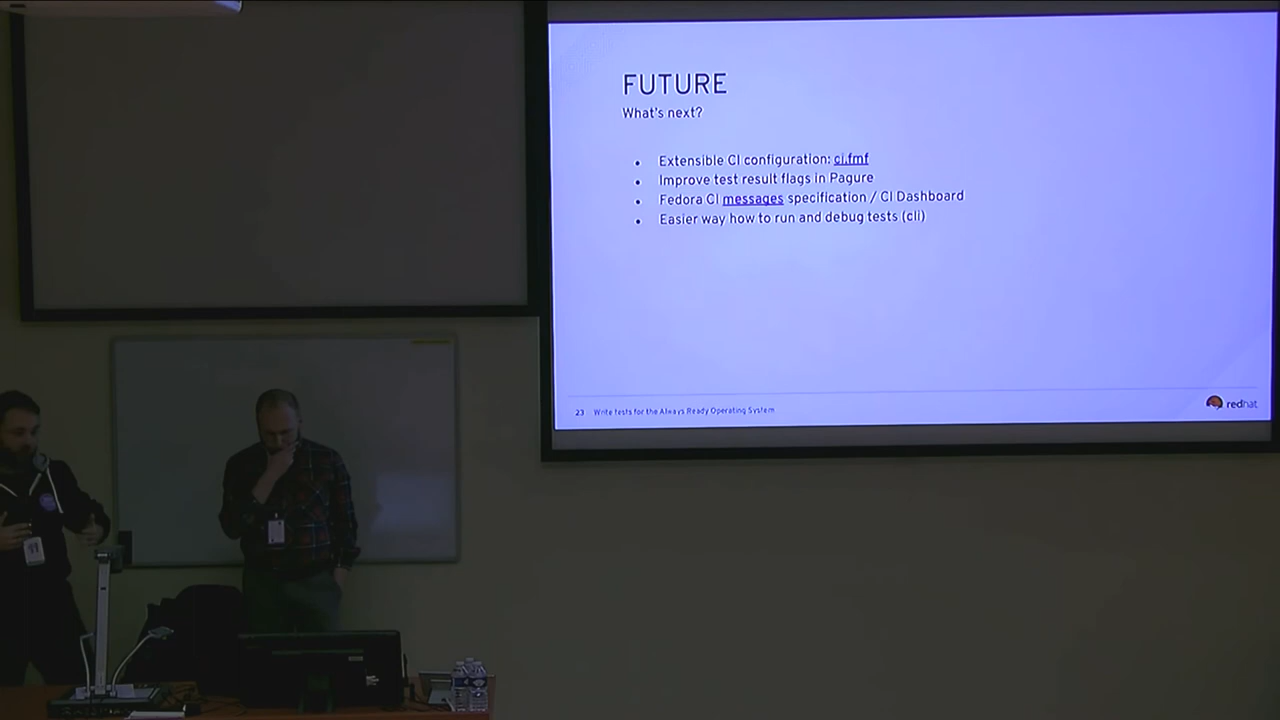 FUTURE
What's next?
• Extensible CI configuration: ci.fmf
• Improve test result flags in Pagure
• Fedora CI messages specification / CI Dashboard
• Easier way how to run and debug tests (cli)
23 Write tests for the Always Ready Operating System
redhat